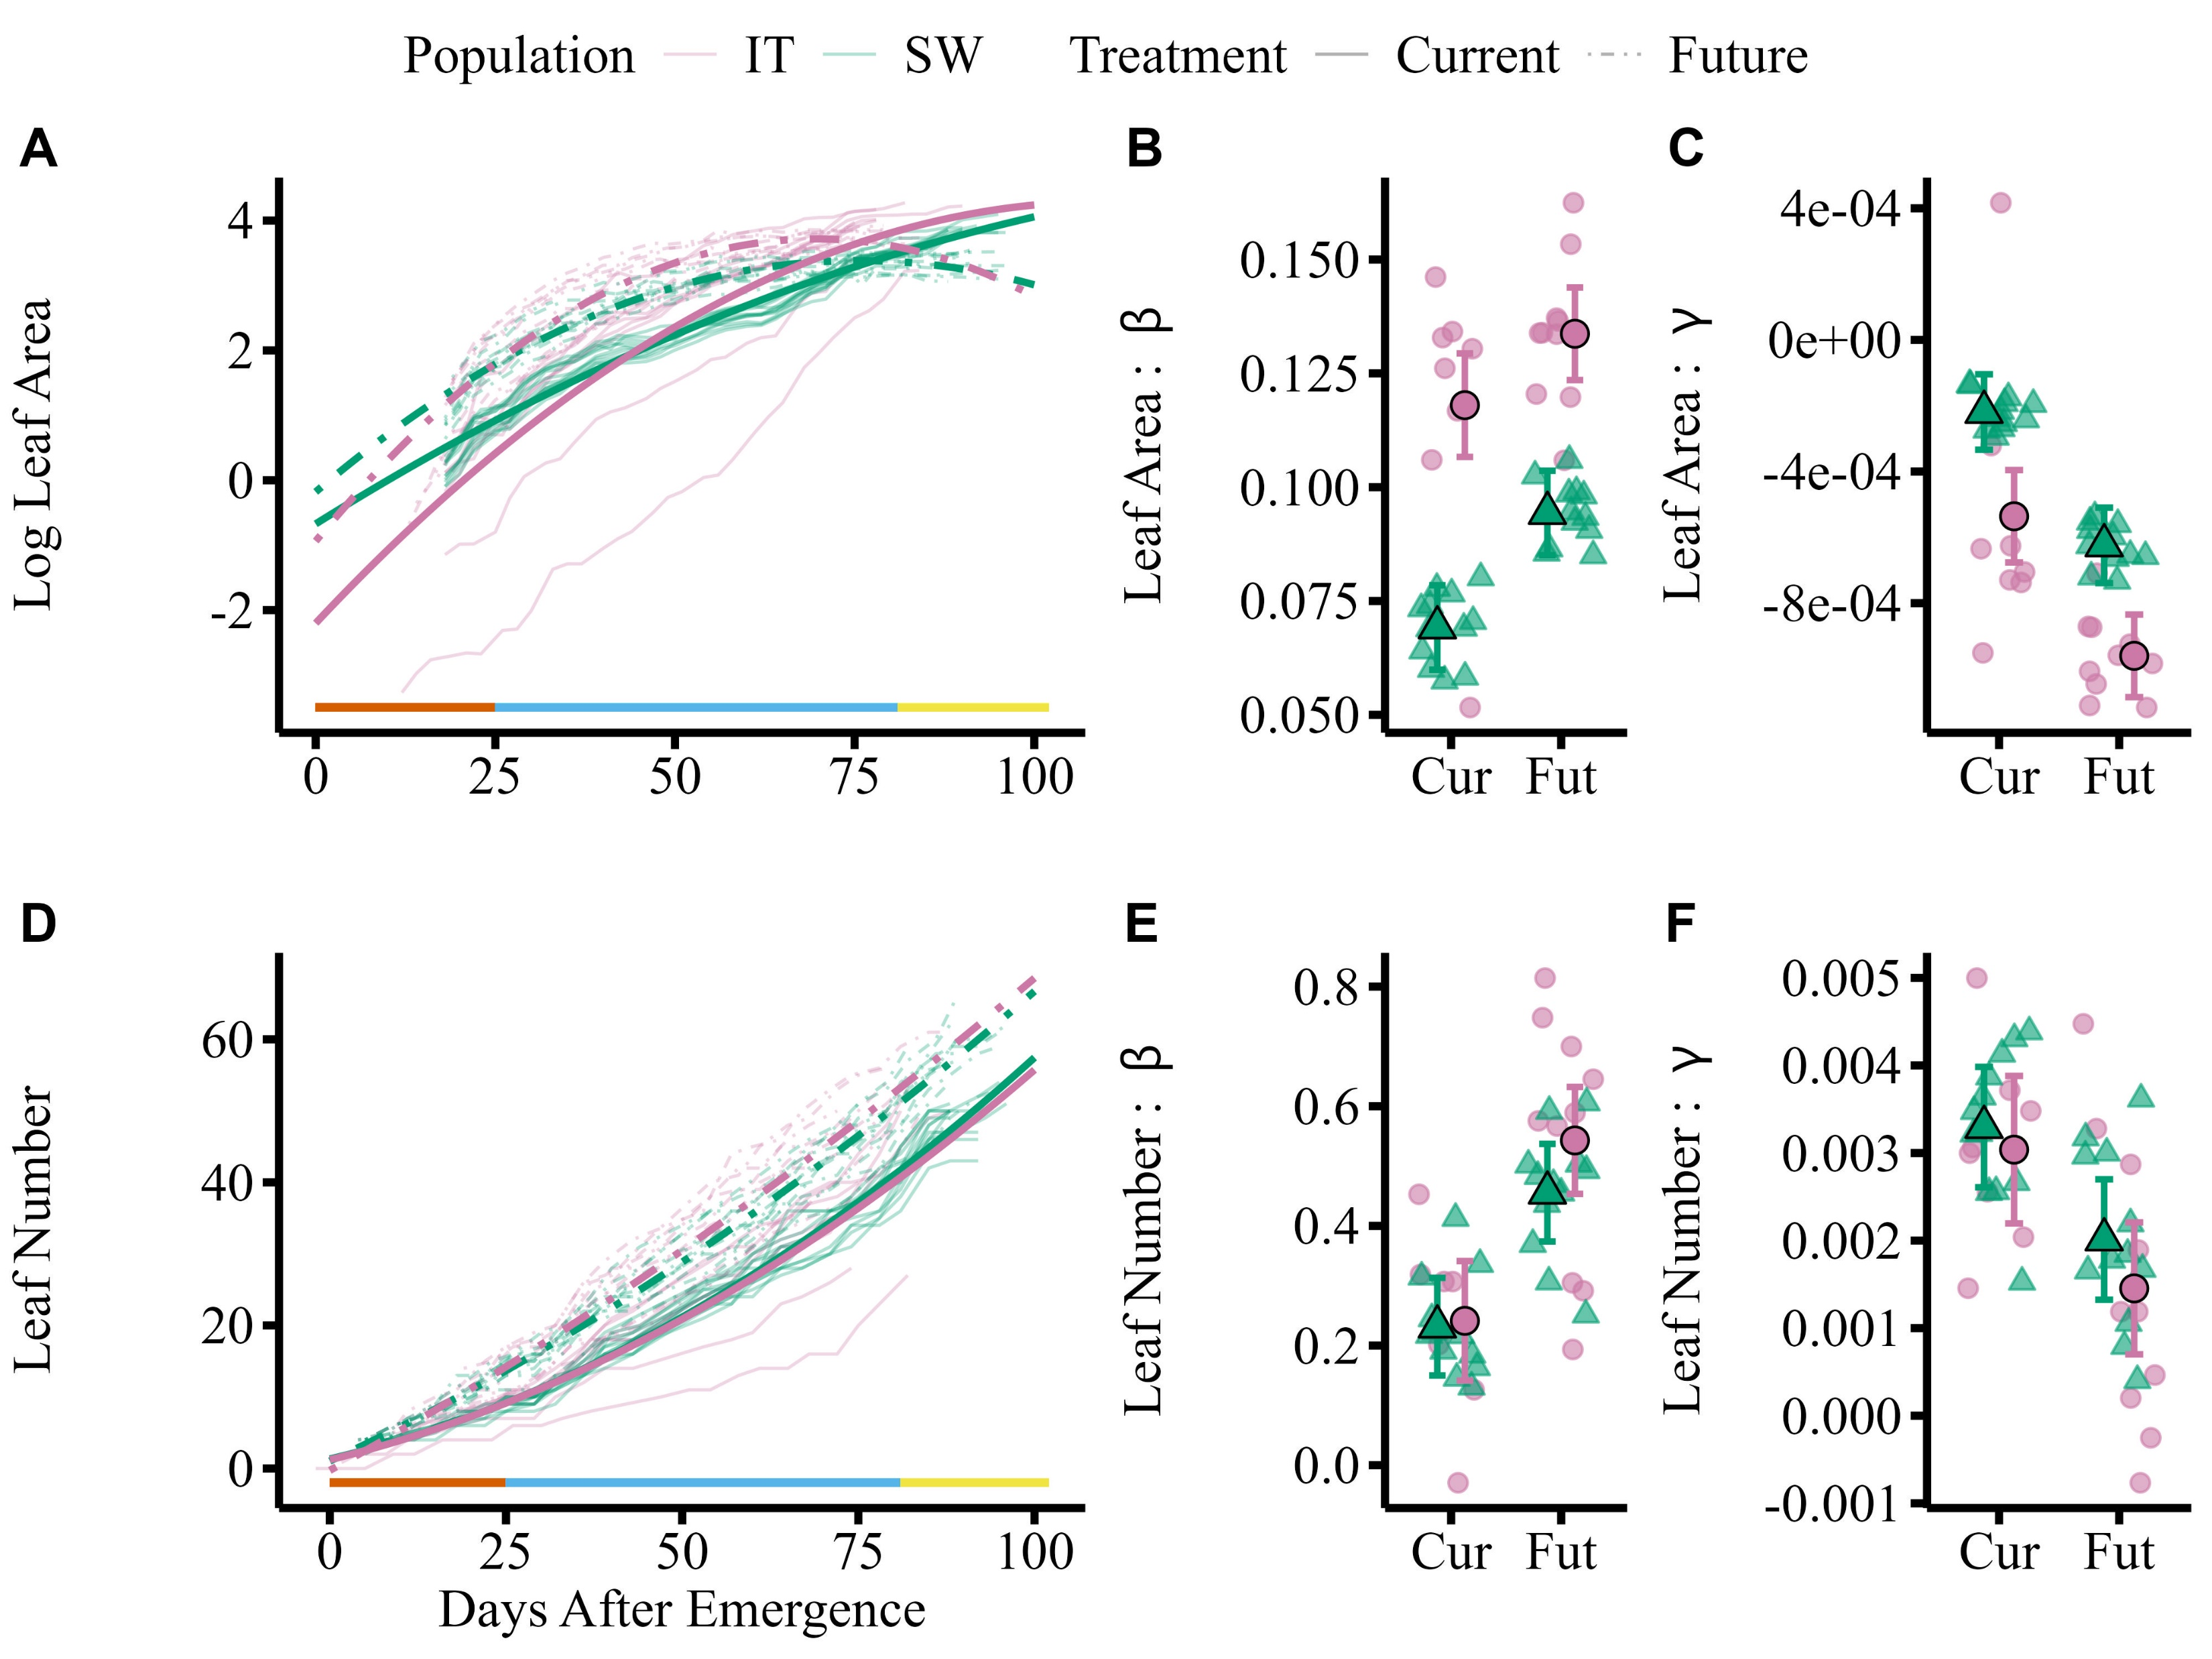 Population IT SW Treatment Current Future
A
Log Leaf Area
4
2
0
-2
0 25 50 75 100
B
Leaf Area : β
0.150
0.125
0.100
0.075
0.050
Cur Fut
C
Leaf Area : γ
4e-04
0e+00
-4e-04
-8e-04
Cur Fut
D
Leaf Number
60
40
20
0
0 25 50 75 100
Days After Emergence
E
Leaf Number : β
0.8
0.6
0.4
0.2
0.0
Cur Fut
F
Leaf Number : γ
0.005
0.004
0.003
0.002
0.001
0.000
-0.001
Cur Fut